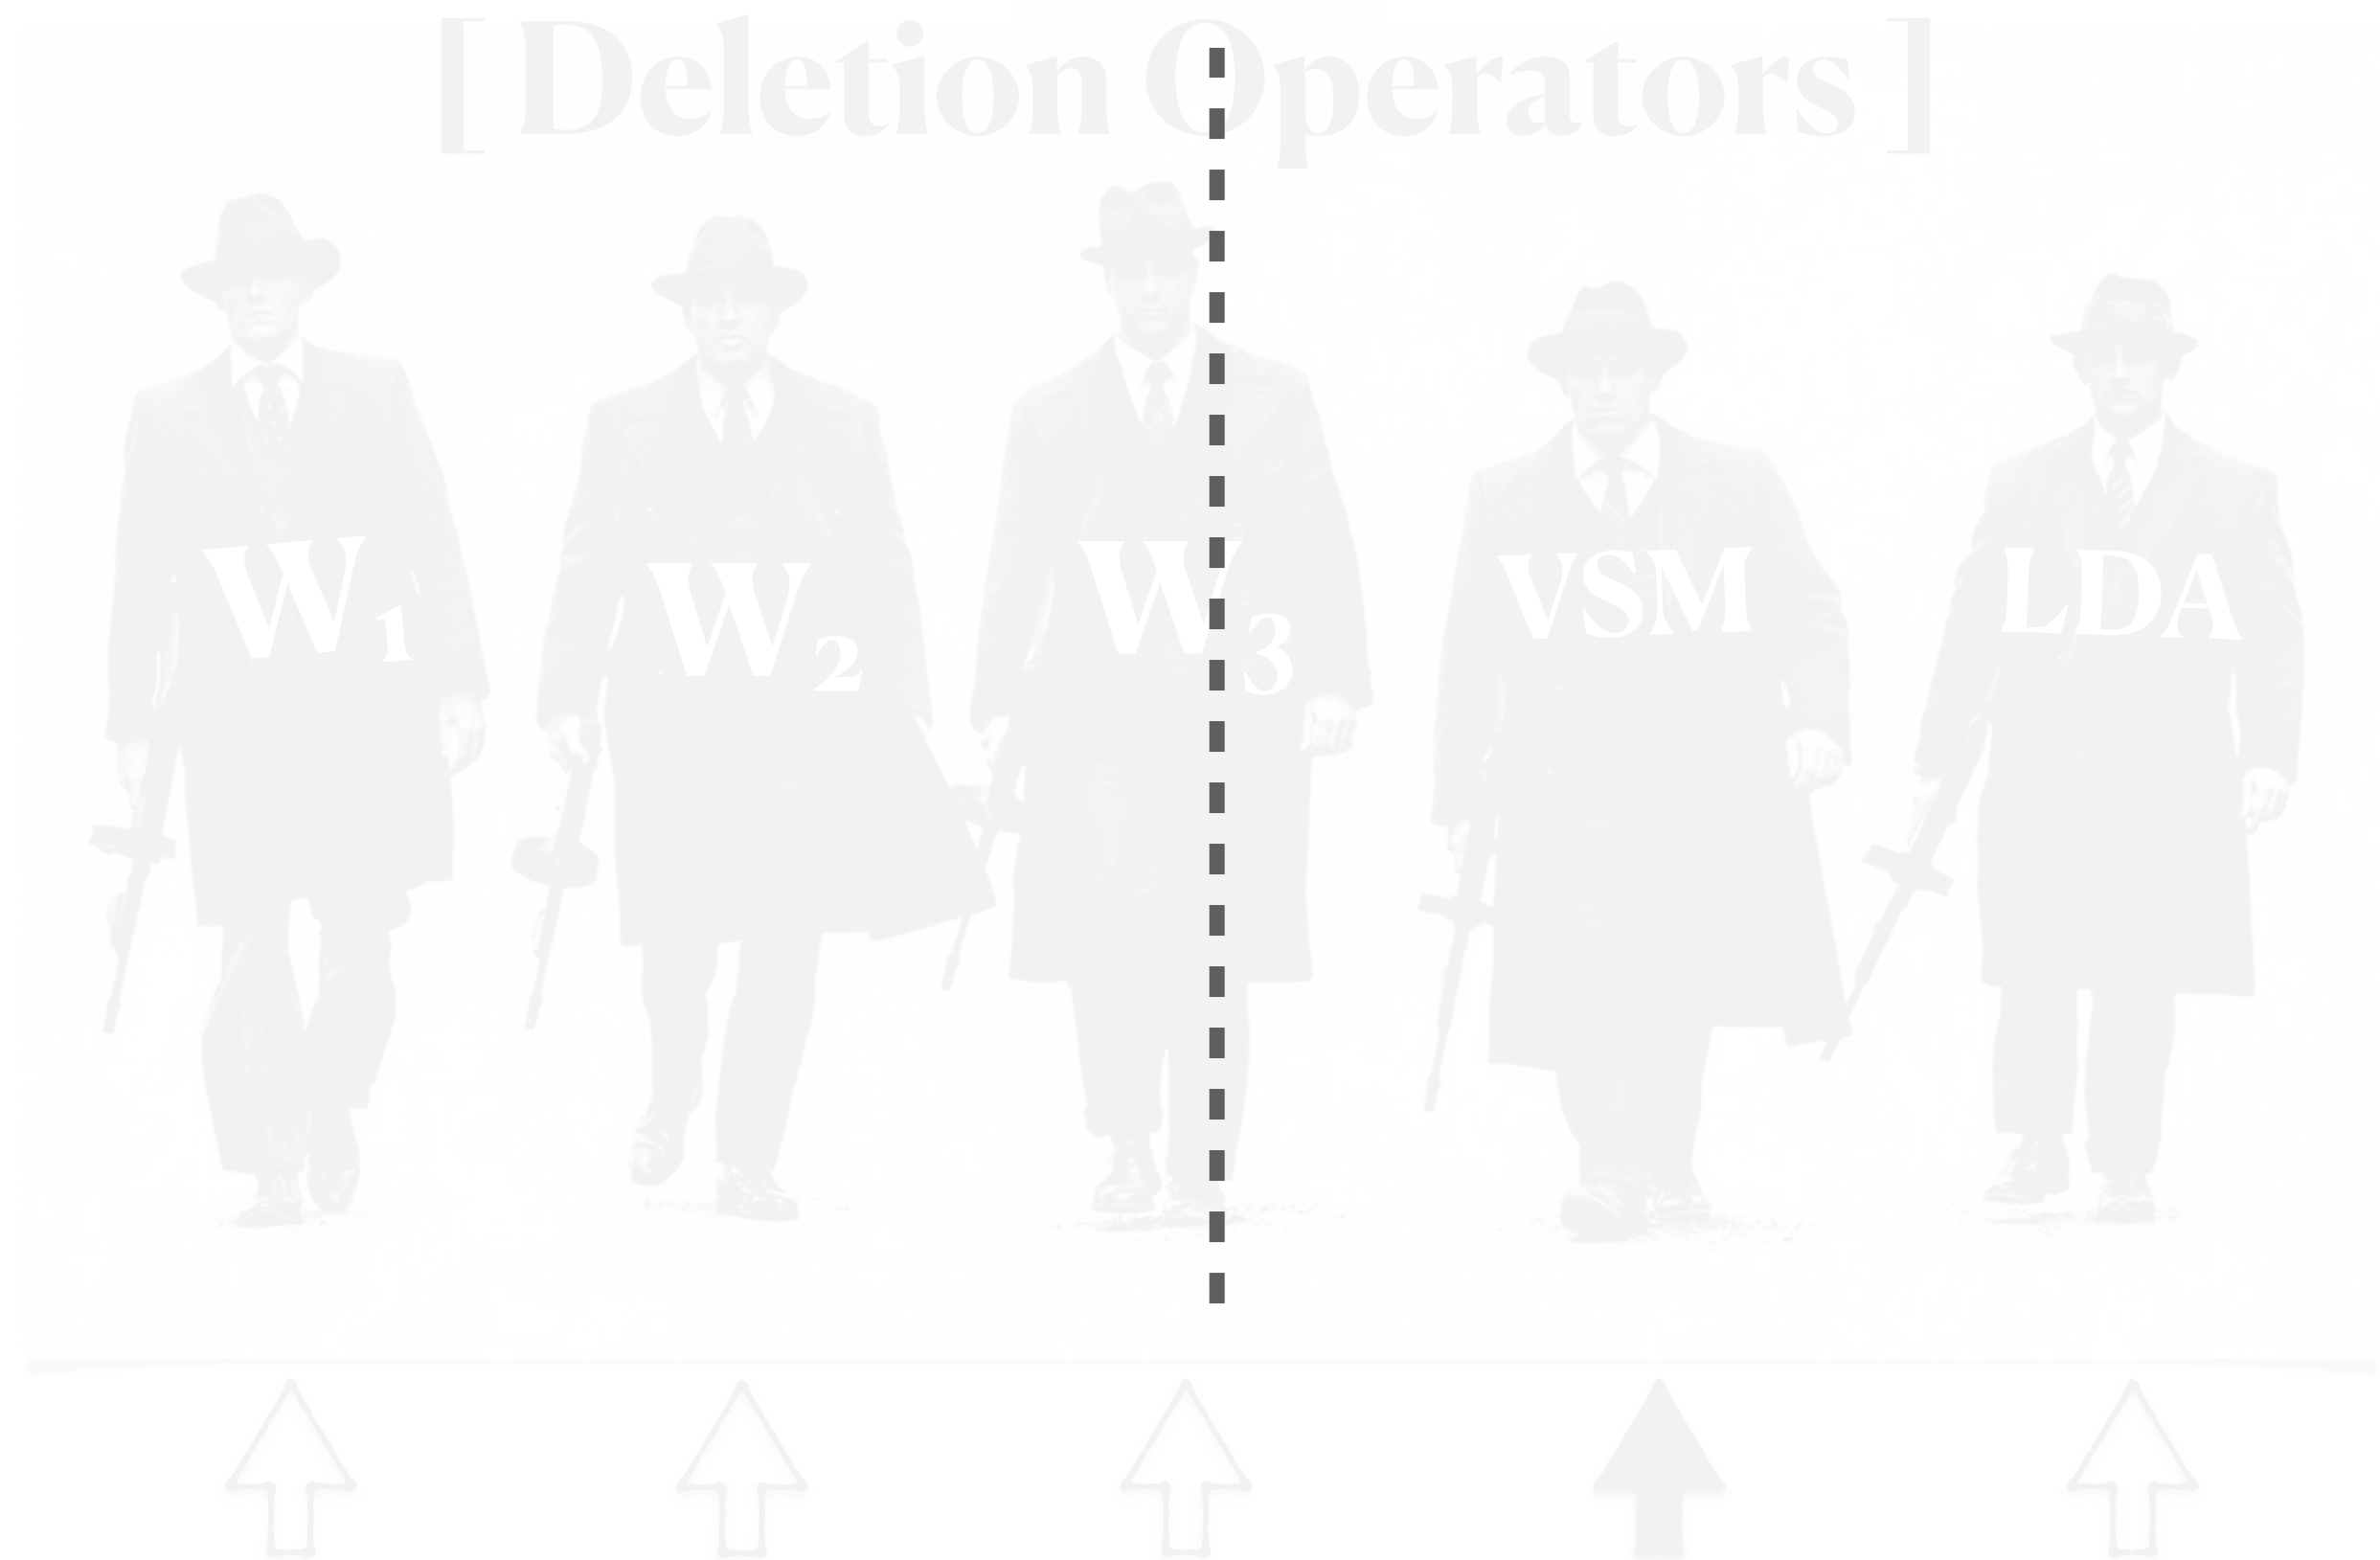 [ Deletion Operators ]
W₁ W₂ W₃ VSM LDA